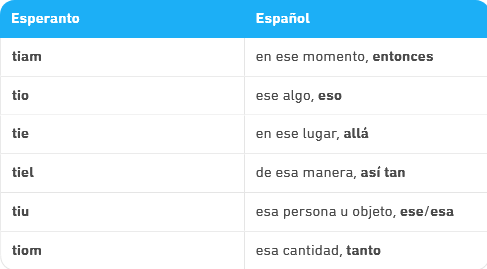 Esperanto Español
tiam en ese momento, entonces
tio ese algo, eso
tie en ese lugar, allá
tiel de esa manera, así tan
tiu esa persona u objeto, ese/esa
tiom esa cantidad, tanto